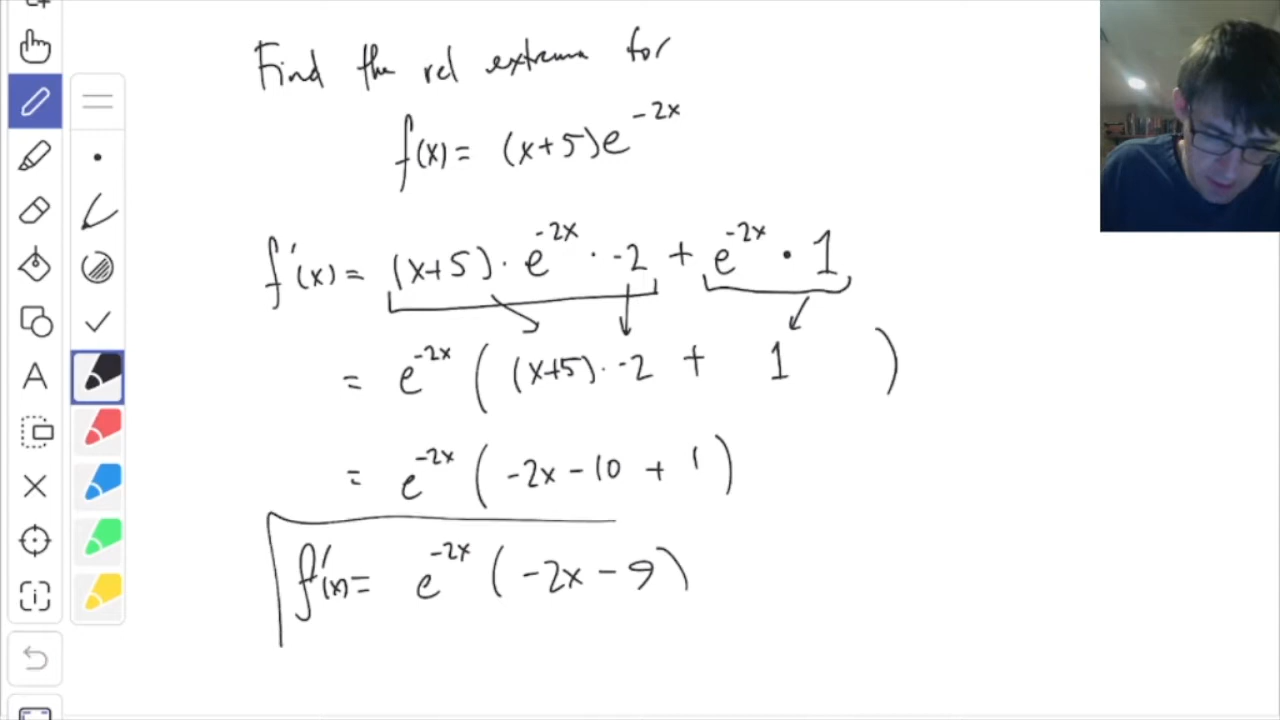 Find the rel extrema for
f(x) = (x+5)e^{-2x}
f'(x) = (x+5) · e^{-2x} · -2 + e^{-2x} · 1
= e^{-2x} ( (x+5) · -2 + 1 )
= e^{-2x} ( -2x - 10 + 1 )
f'(x) = e^{-2x} ( -2x - 9 )